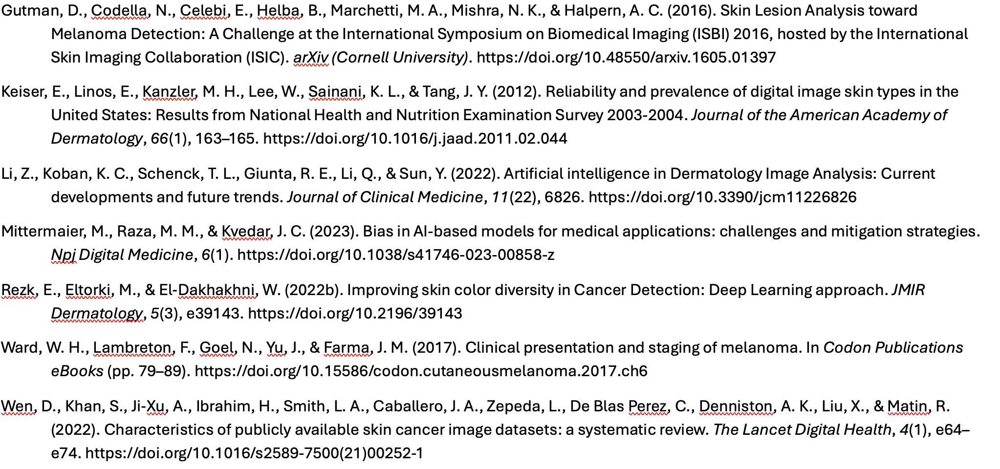 Gutman, D., Codella, N., Celebi, E., Helba, B., Marchetti, M. A., Mishra, N. K., & Halpern, A. C. (2016). Skin Lesion Analysis toward
Melanoma Detection: A Challenge at the International Symposium on Biomedical Imaging (ISBI) 2016, hosted by the International
Skin Imaging Collaboration (ISIC). arXiv (Cornell University). https://doi.org/10.48550/arxiv.1605.01397
Keiser, E., Linos, E., Kanzler, M. H., Lee, W., Sainani, K. L., & Tang, J. Y. (2012). Reliability and prevalence of digital image skin types in the
United States: Results from National Health and Nutrition Examination Survey 2003-2004. Journal of the American Academy of
Dermatology, 66(1), 163–165. https://doi.org/10.1016/j.jaad.2011.02.044
Li, Z., Koban, K. C., Schenck, T. L., Giunta, R. E., Li, Q., & Sun, Y. (2022). Artificial intelligence in Dermatology Image Analysis: Current
developments and future trends. Journal of Clinical Medicine, 11(22), 6826. https://doi.org/10.3390/jcm11226826
Mittermaier, M., Raza, M. M., & Kvedar, J. C. (2023). Bias in AI-based models for medical applications: challenges and mitigation strategies.
Npj Digital Medicine, 6(1). https://doi.org/10.1038/s41746-023-00858-z
Rezk, E., Eltorki, M., & El-Dakhakhni, W. (2022b). Improving skin color diversity in Cancer Detection: Deep Learning approach. JMIR
Dermatology, 5(3), e39143. https://doi.org/10.2196/39143
Ward, W. H., Lambreton, F., Goel, N., Yu, J., & Farma, J. M. (2017). Clinical presentation and staging of melanoma. In Codon Publications
eBooks (pp. 79–89). https://doi.org/10.15586/codon.cutaneousmelanoma.2017.ch6
Wen, D., Khan, S., Ji-Xu, A., Ibrahim, H., Smith, L. A., Caballero, J. A., Zepeda, L., De Blas Perez, C., Denniston, A. K., Liu, X., & Matin, R.
(2022). Characteristics of publicly available skin cancer image datasets: a systematic review. The Lancet Digital Health, 4(1), e64–
e74. https://doi.org/10.1016/s2589-7500(21)00252-1